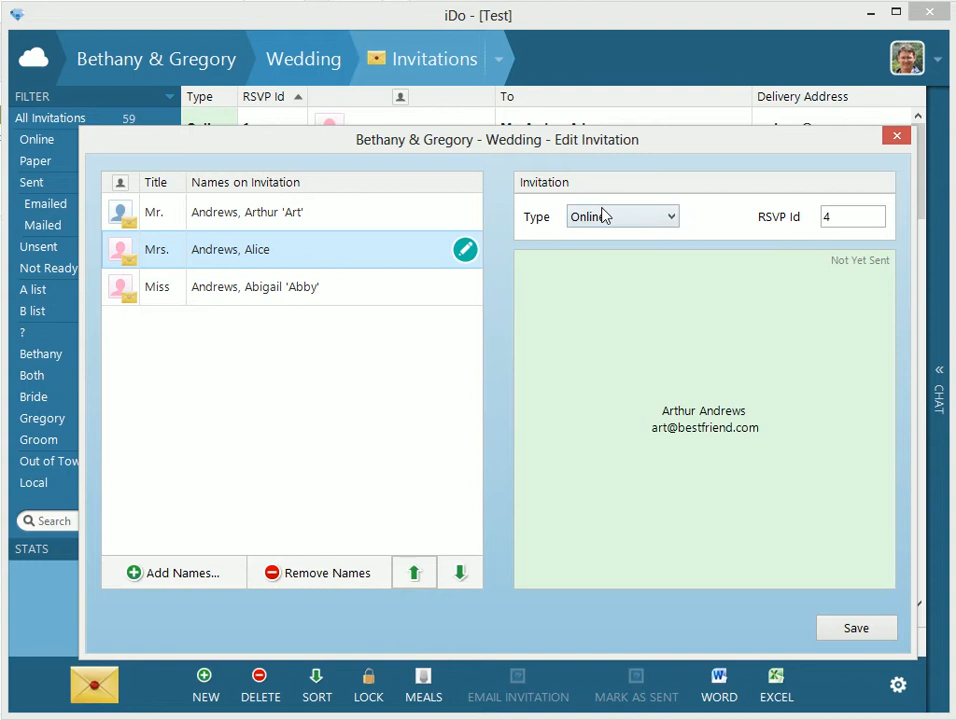 iDo - [Test]
Bethany & Gregory
Wedding
Invitations
FILTER
Type
RSVP Id
To
Delivery Address
All Invitations 59
Online
Paper
Sent
Emailed
Mailed
Unsent
Not Ready
A list
B list
?
Bethany
Both
Bride
Gregory
Groom
Out of Tow
Local
Search
STATS
Bethany & Gregory - Wedding - Edit Invitation
Title
Names on Invitation
Mr. Andrews, Arthur 'Art'
Mrs. Andrews, Alice
Miss Andrews, Abigail 'Abby'
Add Names...
Remove Names
Invitation
Type
Online
RSVP Id
4
Not Yet Sent
Arthur Andrews
art@bestfriend.com
Save
« CHAT
NEW
DELETE
SORT
LOCK
MEALS
EMAIL INVITATION
MARK AS SENT
WORD
EXCEL